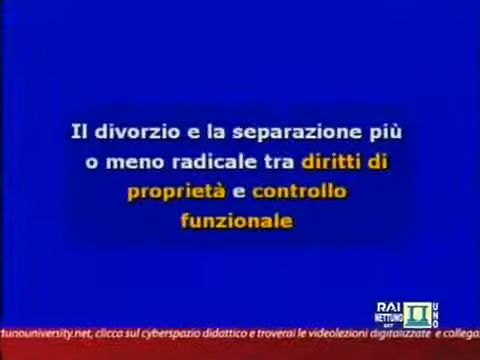 Il divorzio e la separazione più
o meno radicale tra diritti di
proprietà e controllo
funzionale
RAI
NETTUNO
SAT
UNO
tunouniversity.net, clicca sul cyberspazio didattico e troverai le videolezioni digitalizzate e collega